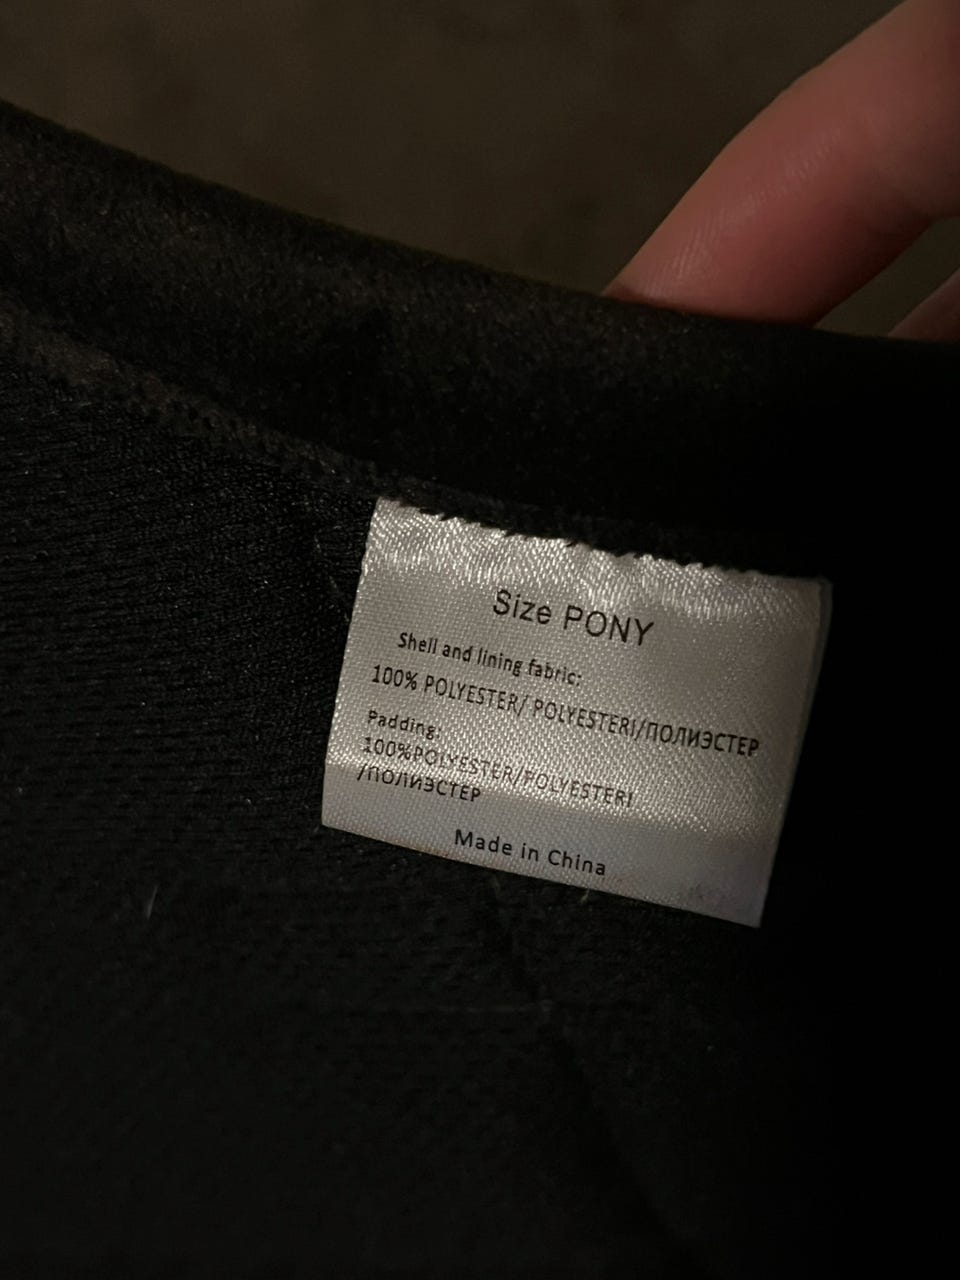 Size PONY
Shell and lining fabric:
100% POLYESTER/ POLYESTERI/ПОЛИЭСТЕР
Padding:
100%POLYESTER/POLYESTERI
/ПОЛИЭСТЕР
Made in China